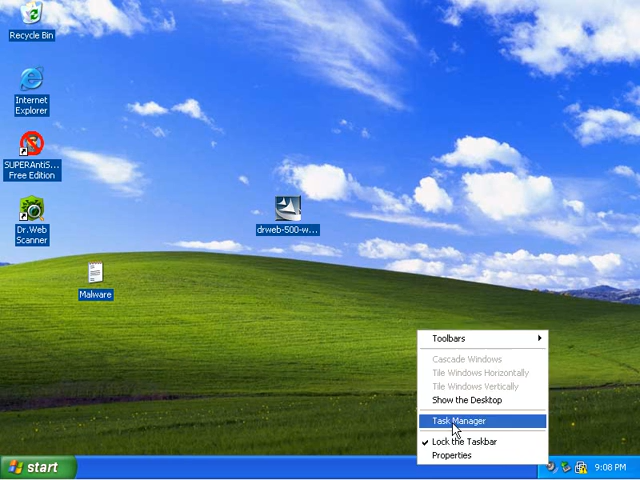 Recycle Bin
Internet
Explorer
SUPERAntiS...
Free Edition
Dr.Web
Scanner
drweb-500-w...
Malware
Toolbars
Cascade Windows
Tile Windows Horizontally
Tile Windows Vertically
Show the Desktop
Task Manager
Lock the Taskbar
Properties
start
9:08 PM